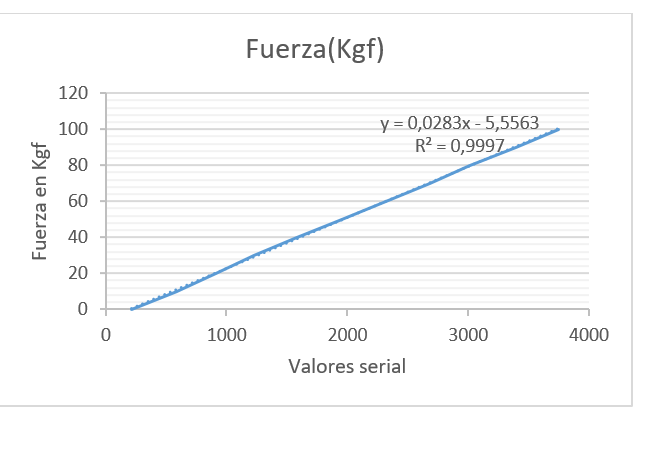 Fuerza(Kgf)
120
100
80
60
40
20
0
Fuerza en Kgf
y = 0,0283x - 5,5563
R² = 0,9997
0 1000 2000 3000 4000
Valores serial